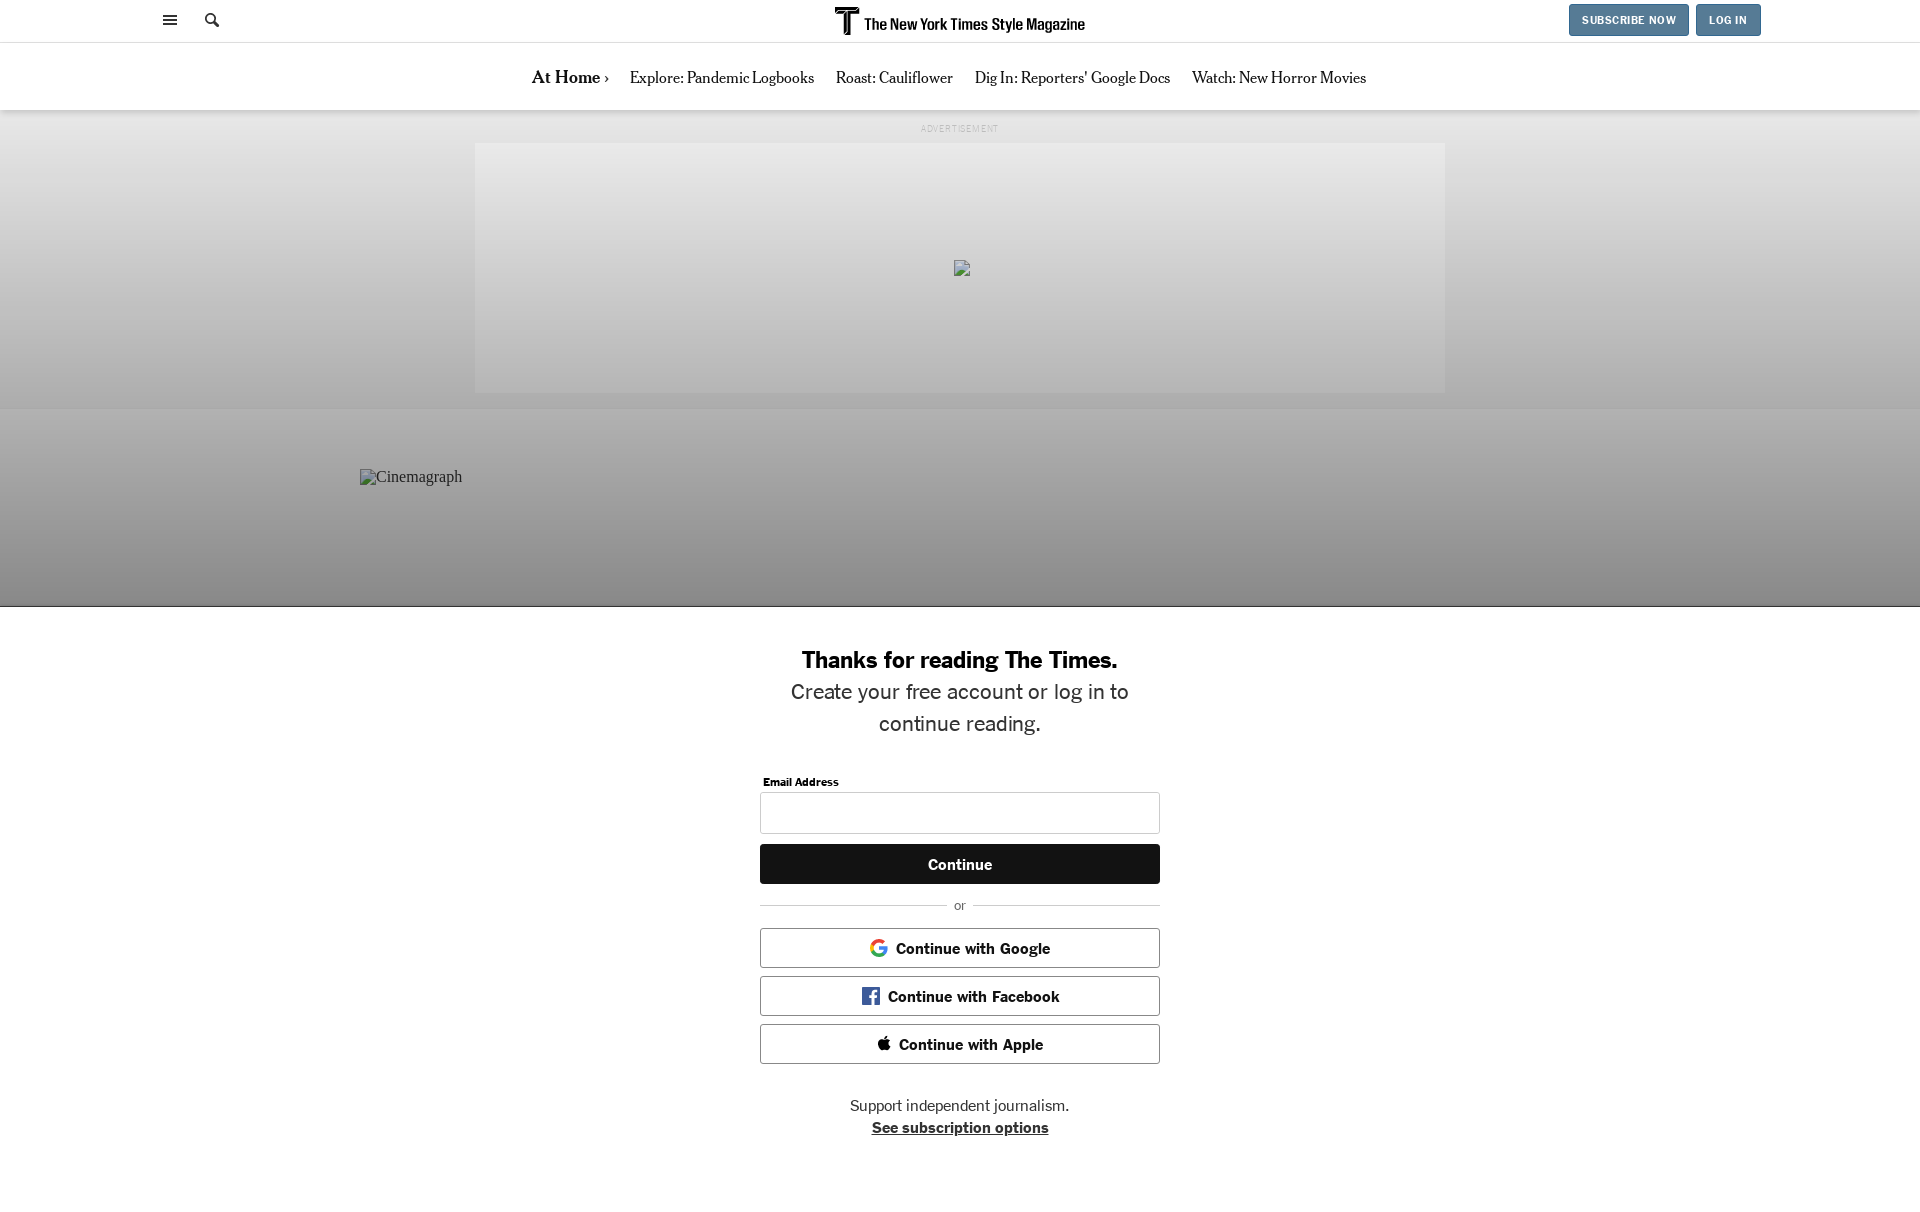 The New York Times Style Magazine
SUBSCRIBE NOW
LOG IN
At Home ›
Explore: Pandemic Logbooks
Roast: Cauliflower
Dig In: Reporters' Google Docs
Watch: New Horror Movies
ADVERTISEMENT
Cinemagraph
Thanks for reading The Times.
Create your free account or log in to
continue reading.
Email Address
Continue
or
Continue with Google
Continue with Facebook
Continue with Apple
Support independent journalism.
See subscription options